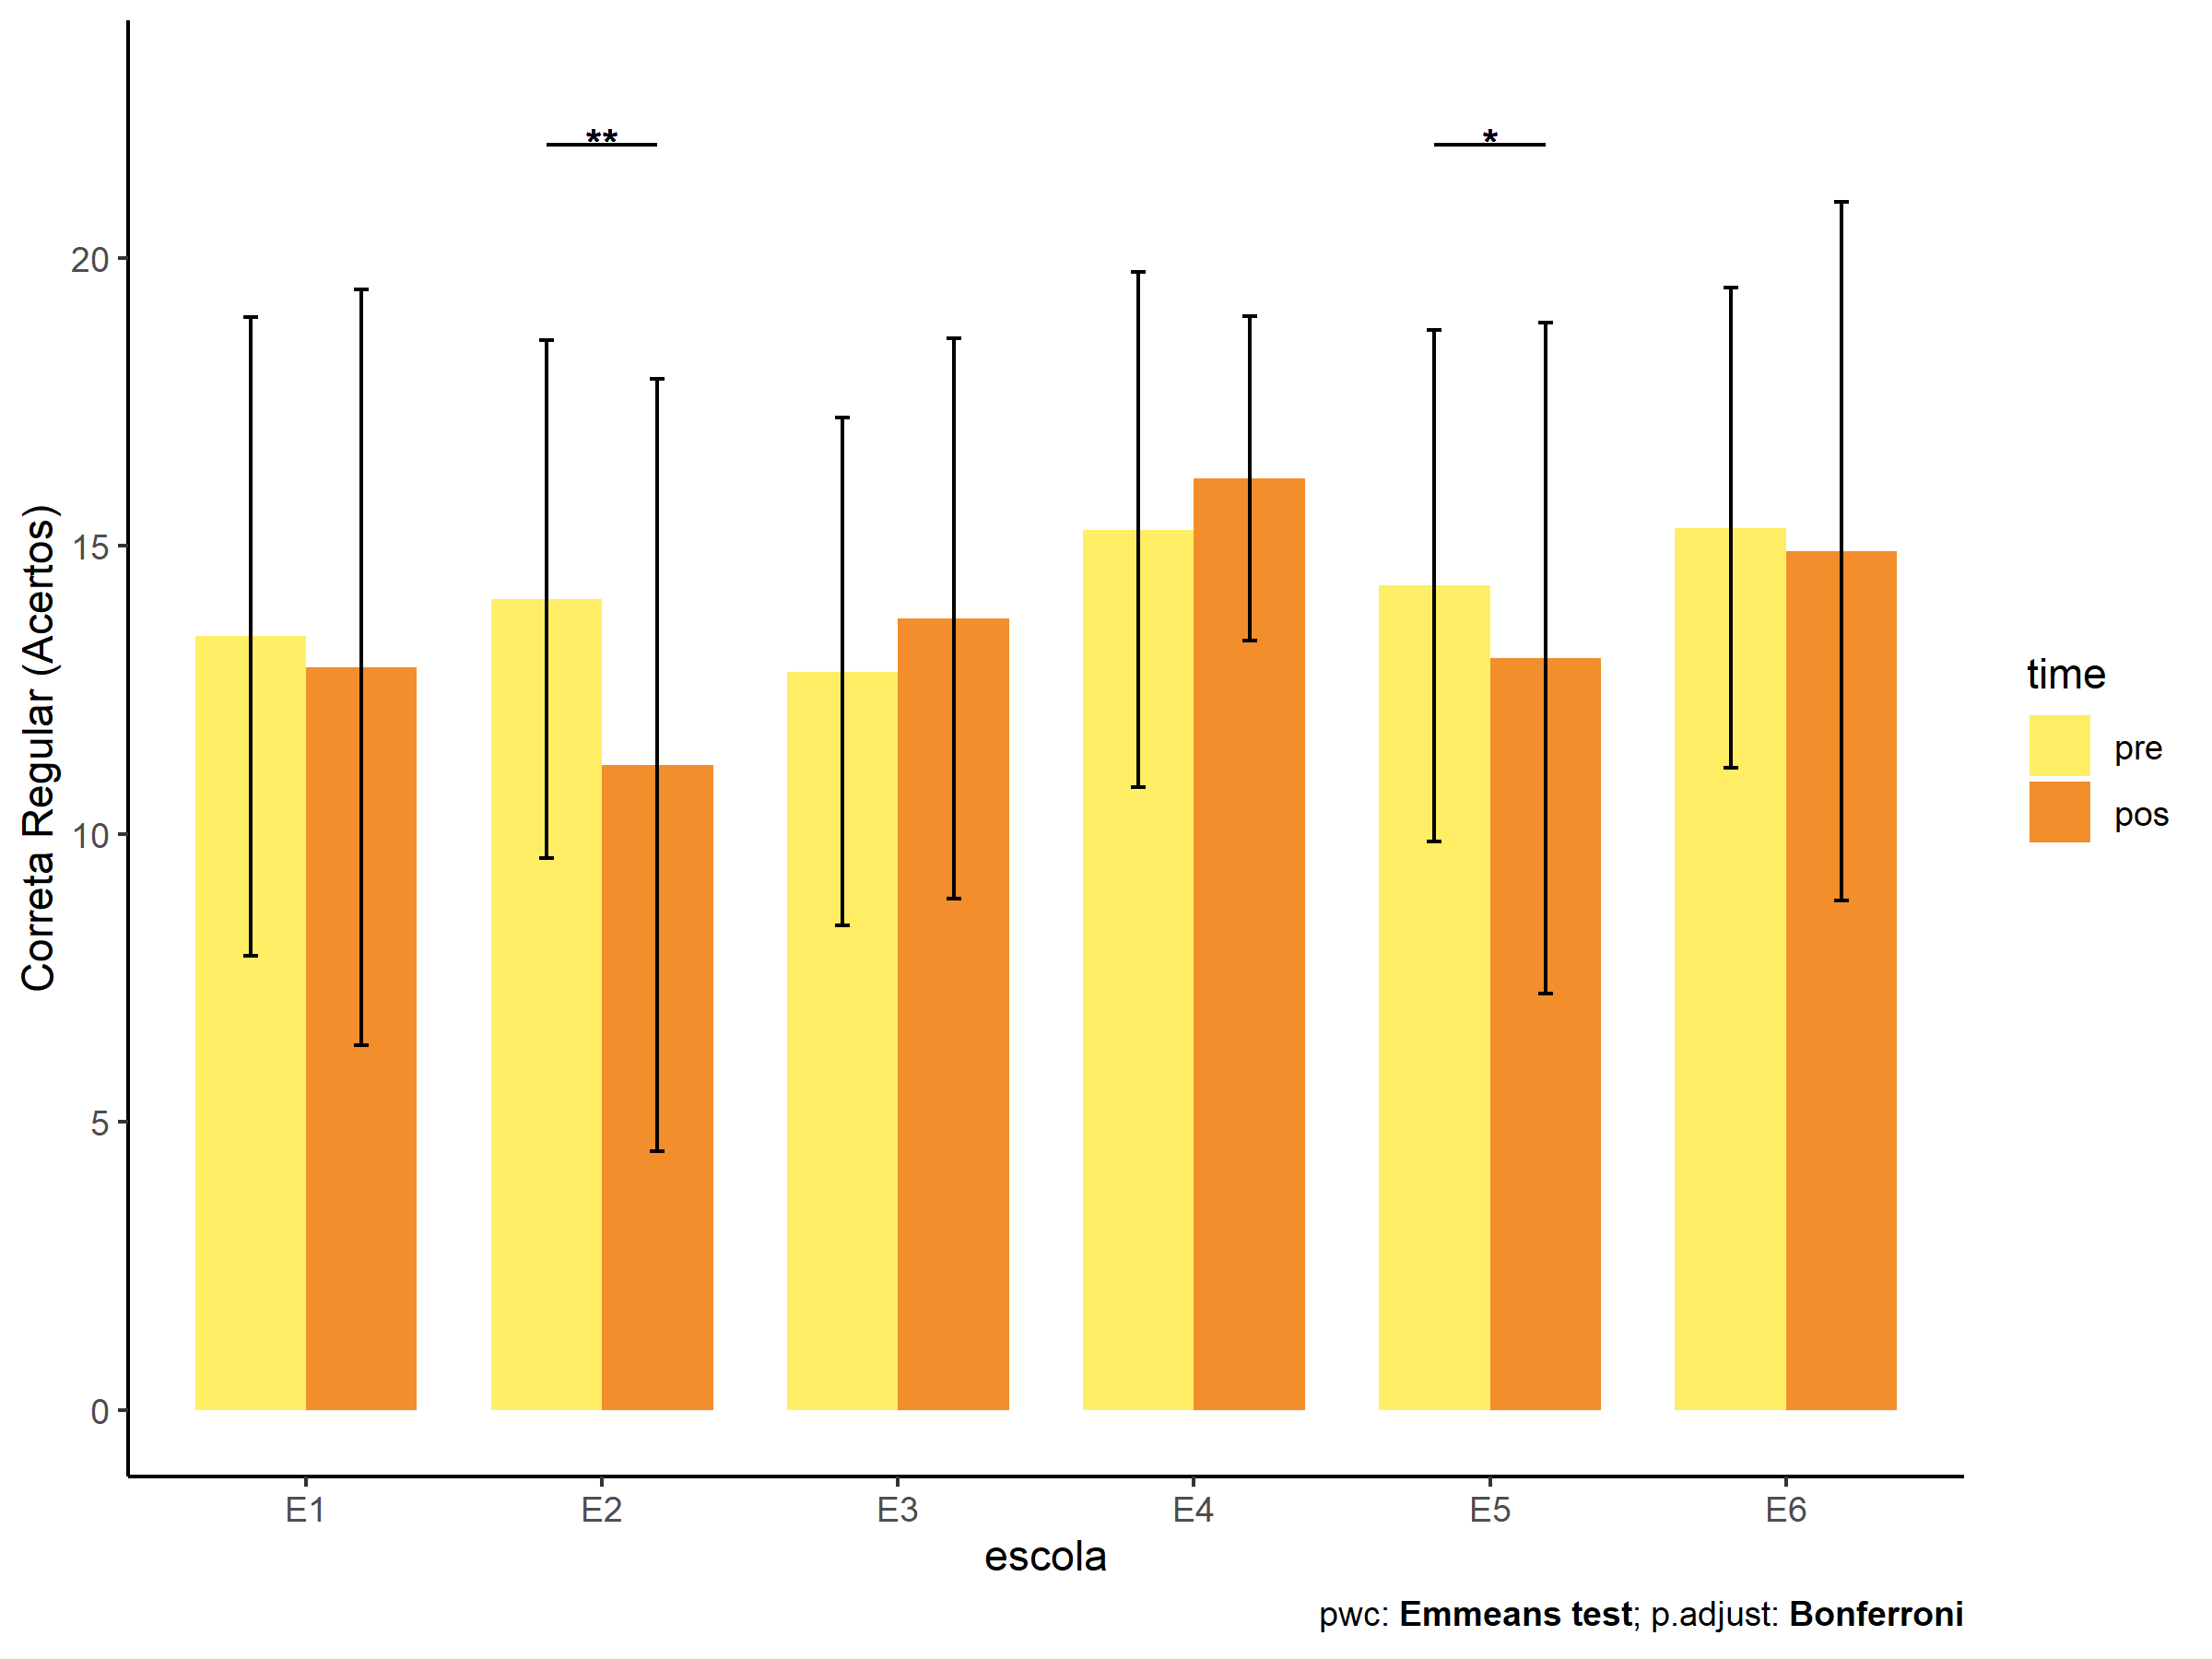 ** *
20
15
10
5
0
Correta Regular (Acertos)
E1 E2 E3 E4 E5 E6
escola
time
pre
pos
pwc: Emmeans test; p.adjust: Bonferroni